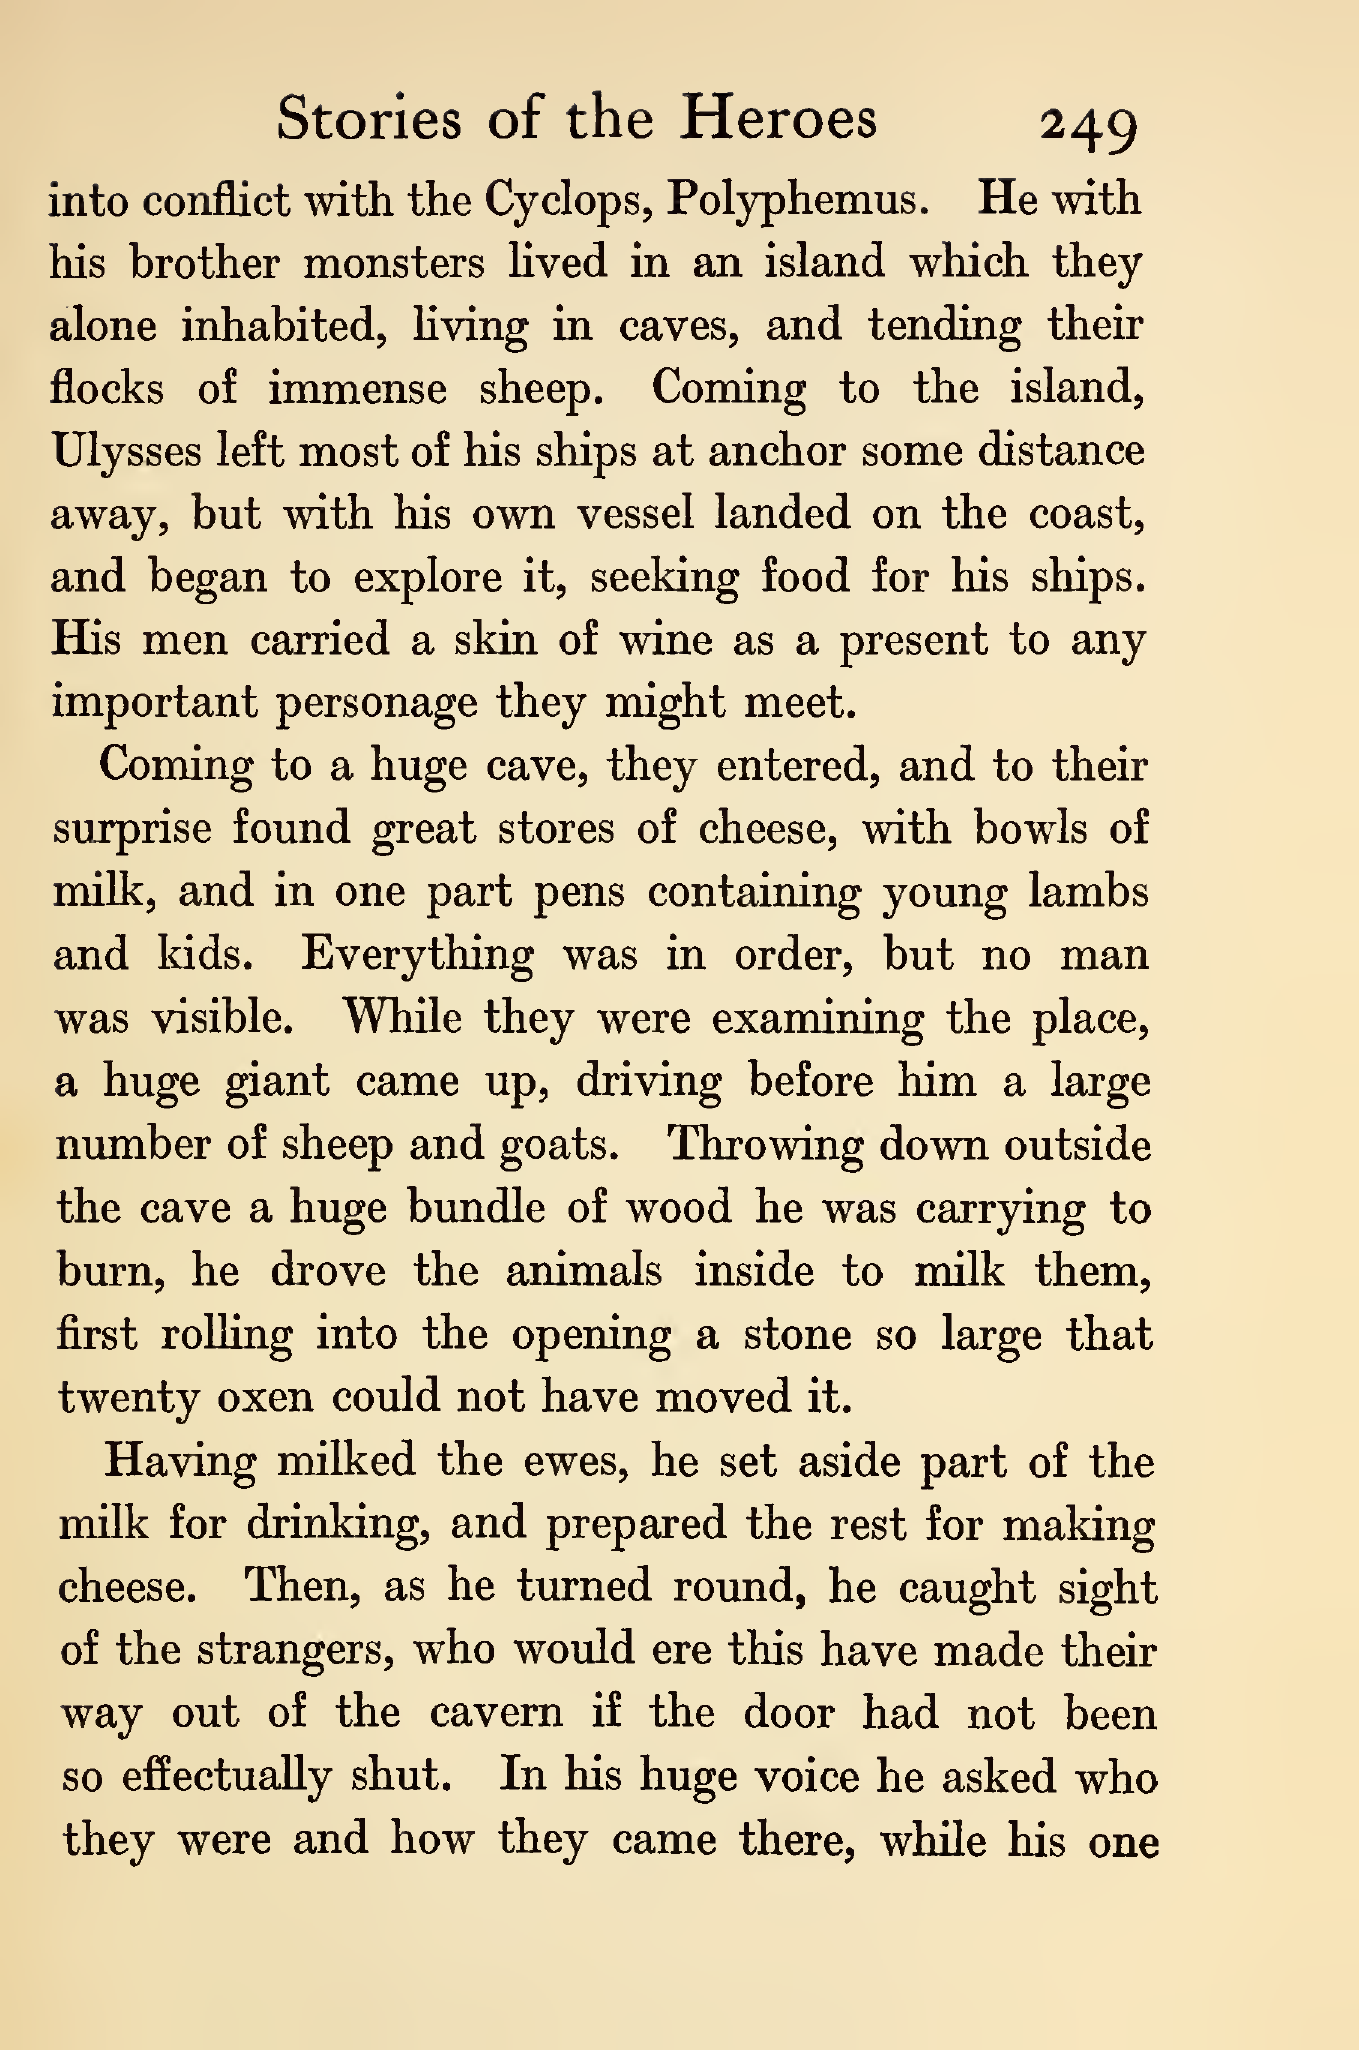 Stories of the Heroes 249
into conflict with the Cyclops, Polyphemus. He with
his brother monsters lived in an island which they
alone inhabited, living in caves, and tending their
flocks of immense sheep. Coming to the island,
Ulysses left most of his ships at anchor some distance
away, but with his own vessel landed on the coast,
and began to explore it, seeking food for his ships.
His men carried a skin of wine as a present to any
important personage they might meet.
Coming to a huge cave, they entered, and to their
surprise found great stores of cheese, with bowls of
milk, and in one part pens containing young lambs
and kids. Everything was in order, but no man
was visible. While they were examining the place,
a huge giant came up, driving before him a large
number of sheep and goats. Throwing down outside
the cave a huge bundle of wood he was carrying to
burn, he drove the animals inside to milk them,
first rolling into the opening a stone so large that
twenty oxen could not have moved it.
Having milked the ewes, he set aside part of the
milk for drinking, and prepared the rest for making
cheese. Then, as he turned round, he caught sight
of the strangers, who would ere this have made their
way out of the cavern if the door had not been
so effectually shut. In his huge voice he asked who
they were and how they came there, while his one